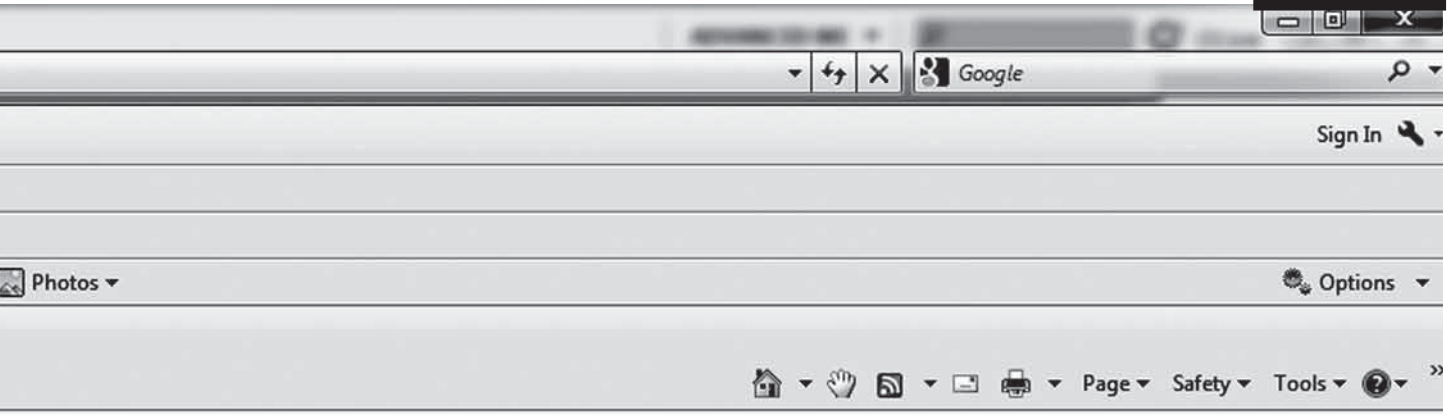 Google
Sign In
Photos
Options
Page Safety Tools